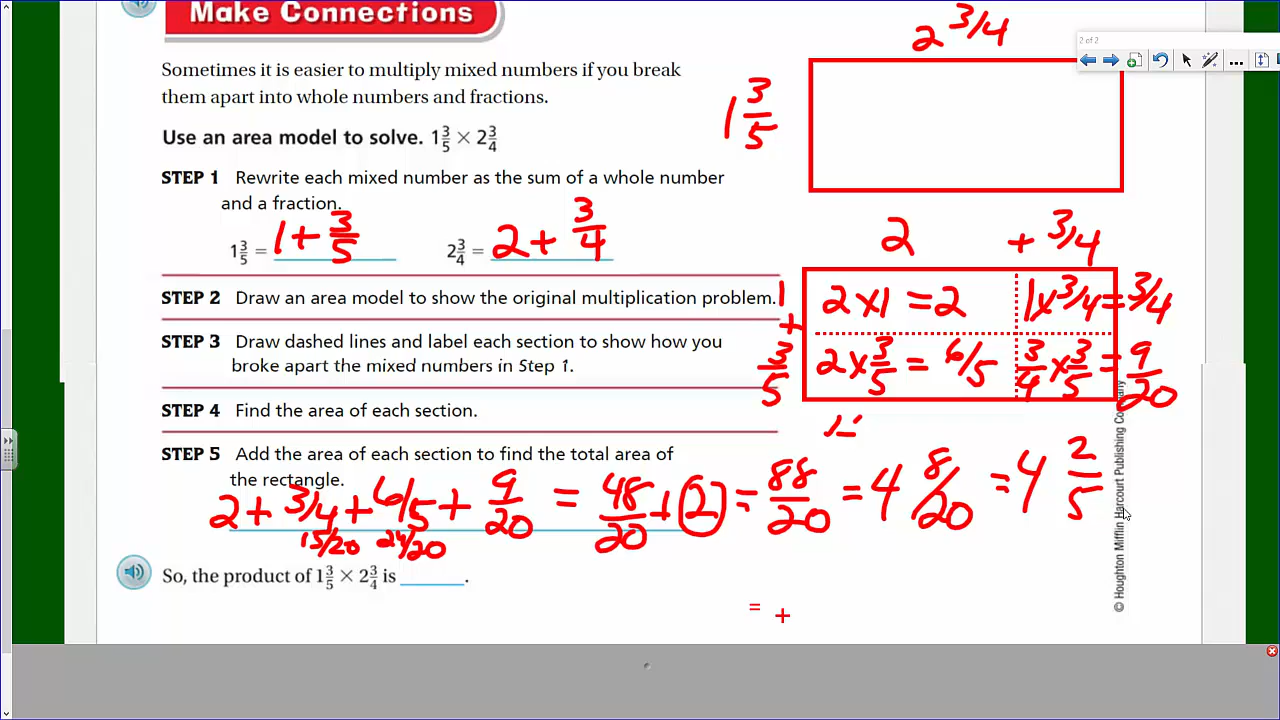 Make Connections
2 3/4
2 of 2
Sometimes it is easier to multiply mixed numbers if you break
them apart into whole numbers and fractions.
1 3/5
Use an area model to solve. 1 3/5 × 2 3/4
STEP 1 Rewrite each mixed number as the sum of a whole number
and a fraction.
1 3/5 = 1 + 3/5 2 3/4 = 2 + 3/4
2 + 3/4
STEP 2 Draw an area model to show the original multiplication problem.
1 + 3/5
2 x 1 = 2 1 x 3/4 = 3/4
2 x 3/5 = 6/5 3/4 x 3/5 = 9/20
STEP 3 Draw dashed lines and label each section to show how you
broke apart the mixed numbers in Step 1.
STEP 4 Find the area of each section.
STEP 5 Add the area of each section to find the total area of
the rectangle.
2 + 3/4 + 6/5 + 9/20 = 48/20 + 2 = 88/20 = 4 8/20 = 4 2/5
15/20 24/20
So, the product of 1 3/5 × 2 3/4 is ______.
= +
© Houghton Mifflin Harcourt Publishing Company